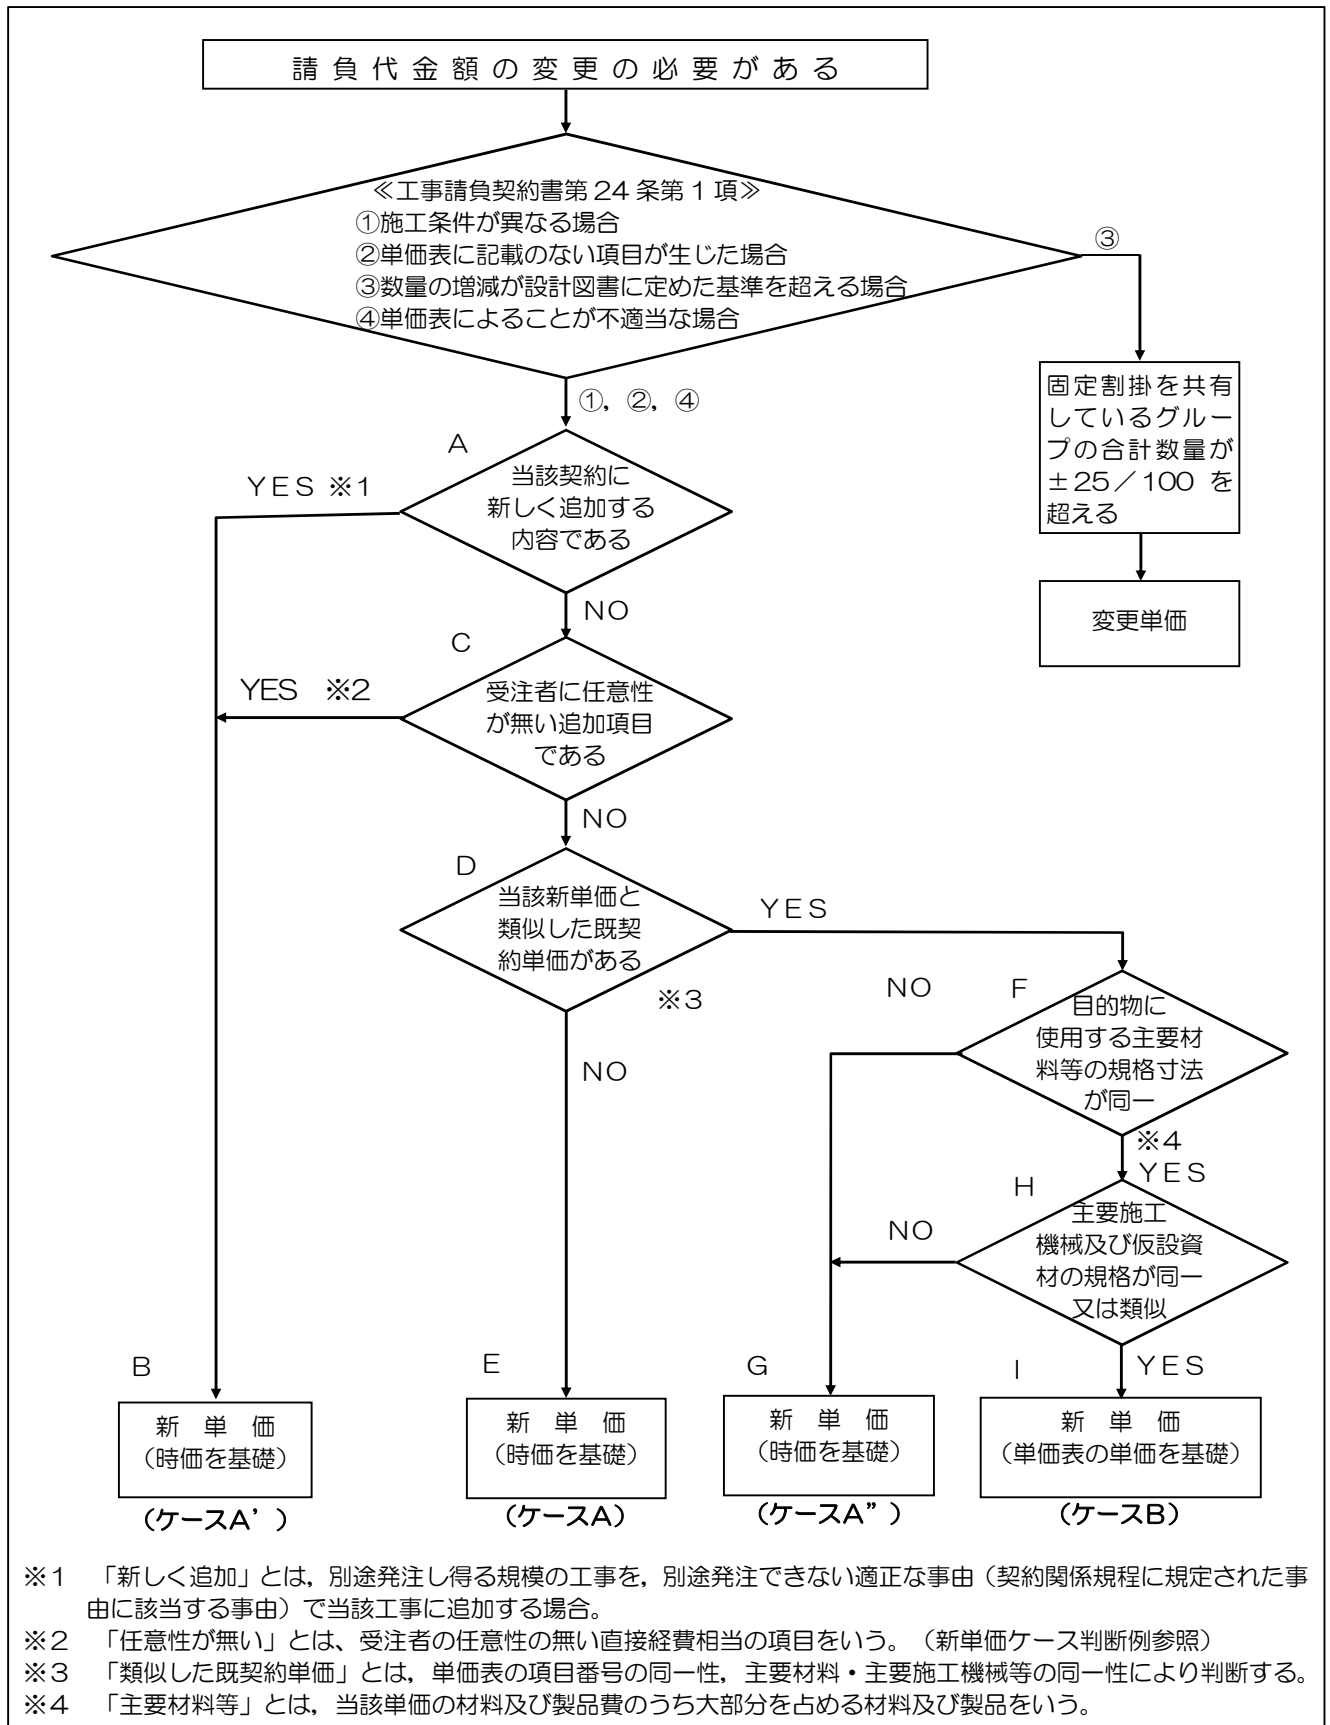 請負代金額の変更の必要がある
≪工事請負契約書第24条第1項≫
①施工条件が異なる場合
②単価表に記載のない項目が生じた場合
③数量の増減が設計図書に定めた基準を超える場合
④単価表によることが不適当な場合
③
固定割掛を共有
しているグルー
プの合計数量が
±25/100 を
超える
変更単価
①,②,④
A
当該契約に
新しく追加する
内容である
YES ※1
NO
C
受注者に任意性
が無い追加項目
である
YES ※2
NO
D
当該新単価と
類似した既契
約単価がある
YES
※3
NO
F
目的物に
使用する主要材
料等の規格寸法
が同一
NO
※4
YES
H
主要施工
機械及び仮設資
材の規格が同一
又は類似
NO
YES
B
新 単 価
(時価を基礎)
(ケースA’)
E
新 単 価
(時価を基礎)
(ケースA)
G
新 単 価
(時価を基礎)
(ケースA”)
I
新 単 価
(単価表の単価を基礎)
(ケースB)
※1 「新しく追加」とは,別途発注し得る規模の工事を,別途発注できない適正な事由(契約関係規程に規定された事
由に該当する事由)で当該工事に追加する場合。
※2 「任意性が無い」とは、受注者の任意性の無い直接経費相当の項目をいう。(新単価ケース判断例参照)
※3 「類似した既契約単価」とは,単価表の項目番号の同一性,主要材料・主要施工機械等の同一性により判断する。
※4 「主要材料等」とは,当該単価の材料及び製品費のうち大部分を占める材料及び製品をいう。